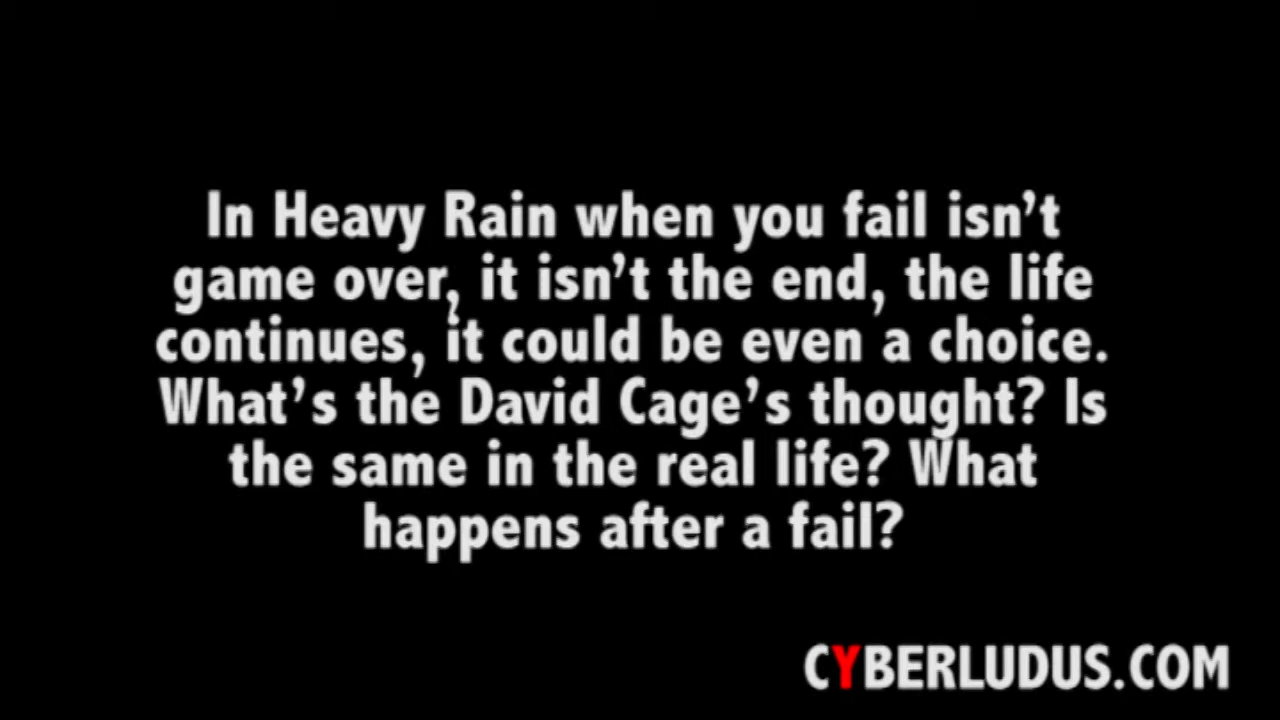 In Heavy Rain when you fail isn’t
game over, it isn’t the end, the life
continues, it could be even a choice.
What’s the David Cage’s thought? Is
the same in the real life? What
happens after a fail?
CYBERLUDUS.COM